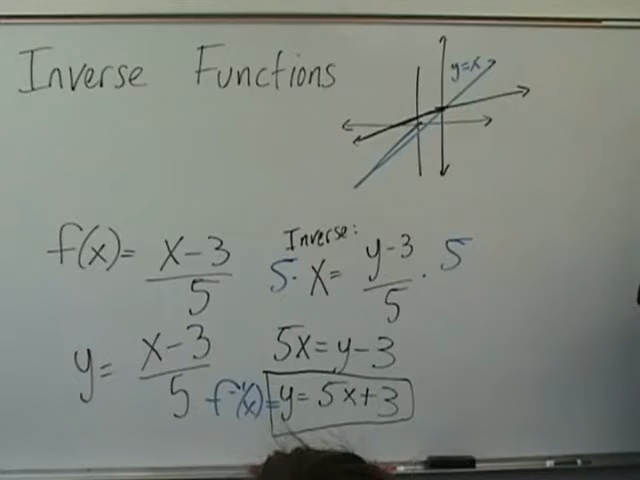 Inverse Functions
y=x
f(x)= x-3/5
Inverse:
5· x= y-3/5 · 5
y= x-3/5
5x=y-3
f⁻¹(x)= y=5x+3